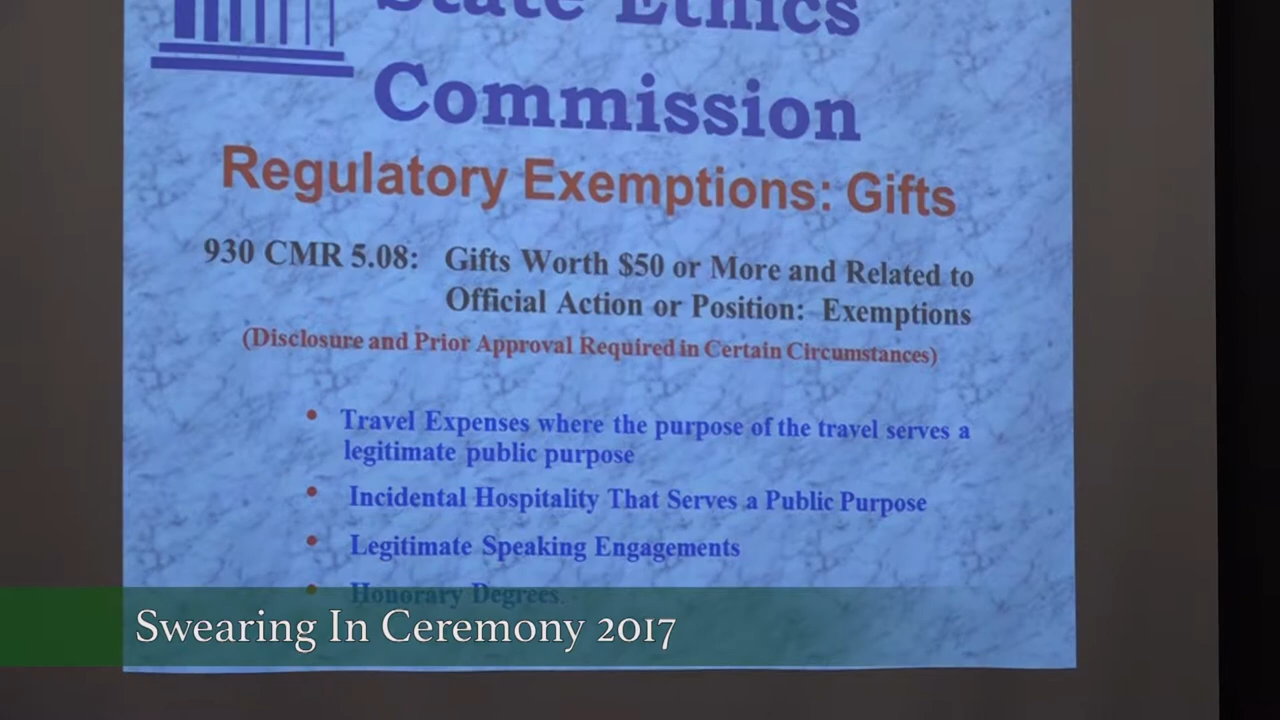 State Ethics
Commission
Regulatory Exemptions: Gifts
930 CMR 5.08: Gifts Worth $50 or More and Related to
Official Action or Position: Exemptions
(Disclosure and Prior Approval Required in Certain Circumstances)
• Travel Expenses where the purpose of the travel serves a
legitimate public purpose
• Incidental Hospitality That Serves a Public Purpose
• Legitimate Speaking Engagements
• Honorary Degrees.
Swearing In Ceremony 2017